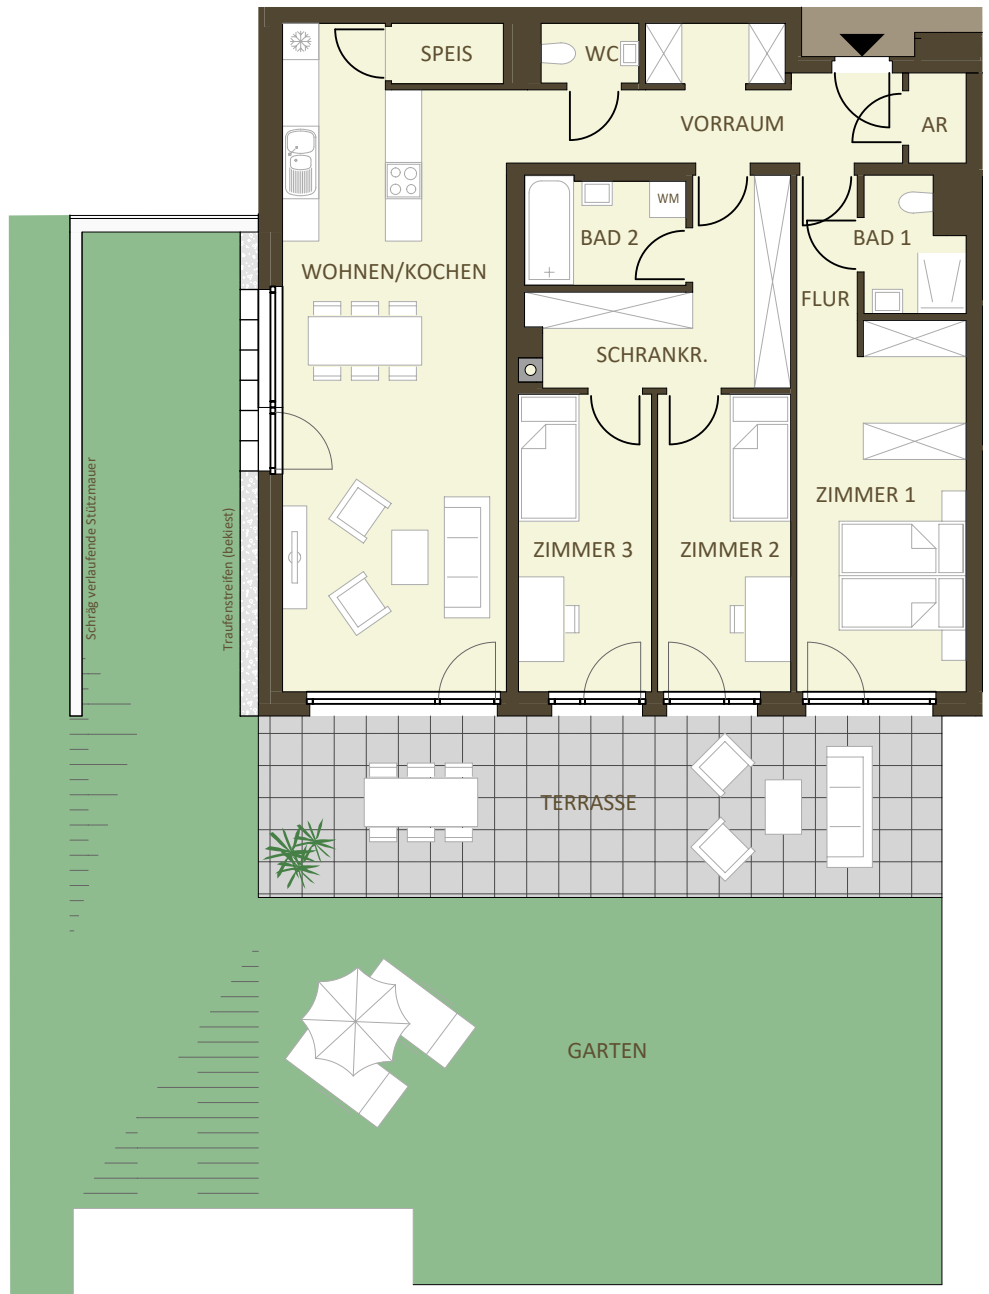 SPEIS
WC
VORRAUM
AR
WM
BAD 2
BAD 1
WOHNEN/KOCHEN
FLUR
SCHRANKR.
ZIMMER 1
ZIMMER 3
ZIMMER 2
Schräg verlaufende Stützmauer
Traufenstreifen (bekiest)
TERRASSE
GARTEN